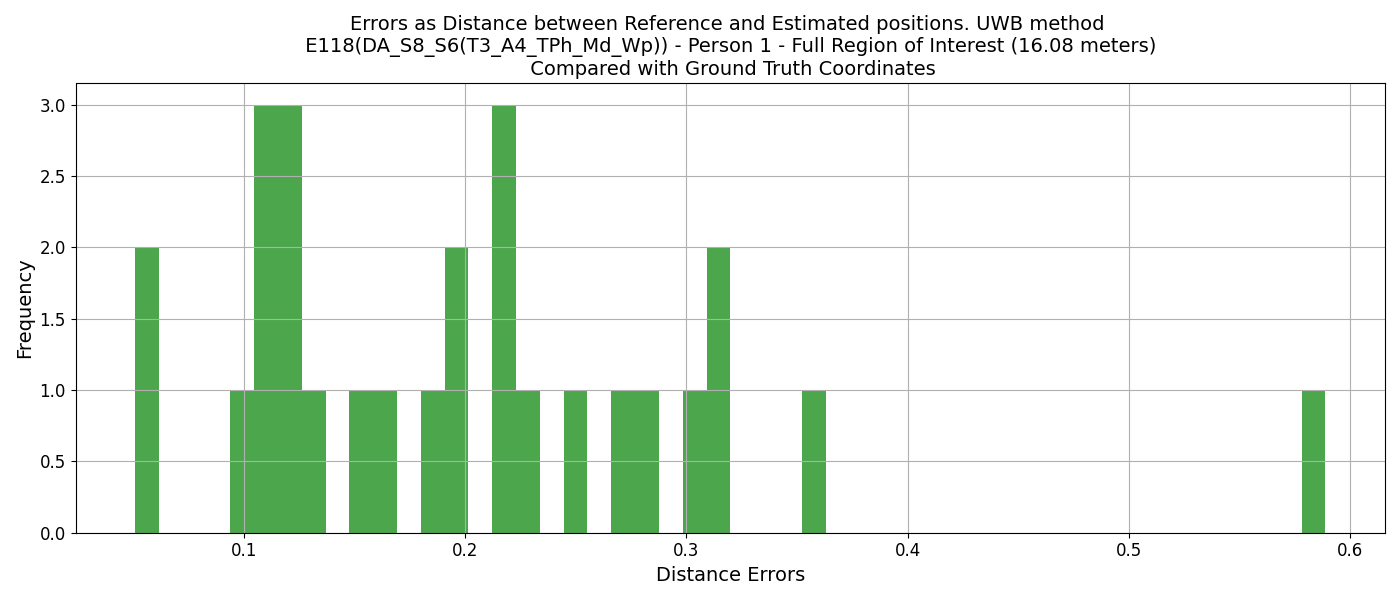 Errors as Distance between Reference and Estimated positions. UWB method
E118(DA_S8_S6(T3_A4_TPh_Md_Wp)) - Person 1 - Full Region of Interest (16.08 meters)
Compared with Ground Truth Coordinates
3.0
2.5
2.0
1.5
1.0
0.5
0.0
Frequency
0.1 0.2 0.3 0.4 0.5 0.6
Distance Errors